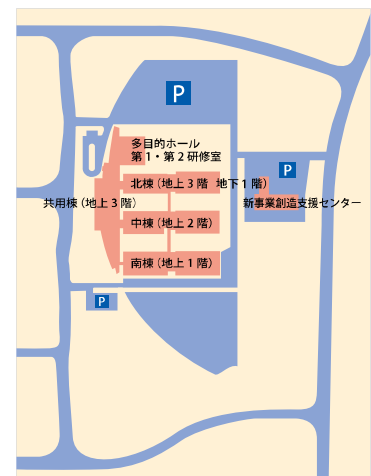 P
多目的ホール
第1・第2研修室
P
北棟（地上3階 地下1階）
共用棟（地上3階）
新事業創造支援センター
中棟（地上2階）
南棟（地上1階）
P